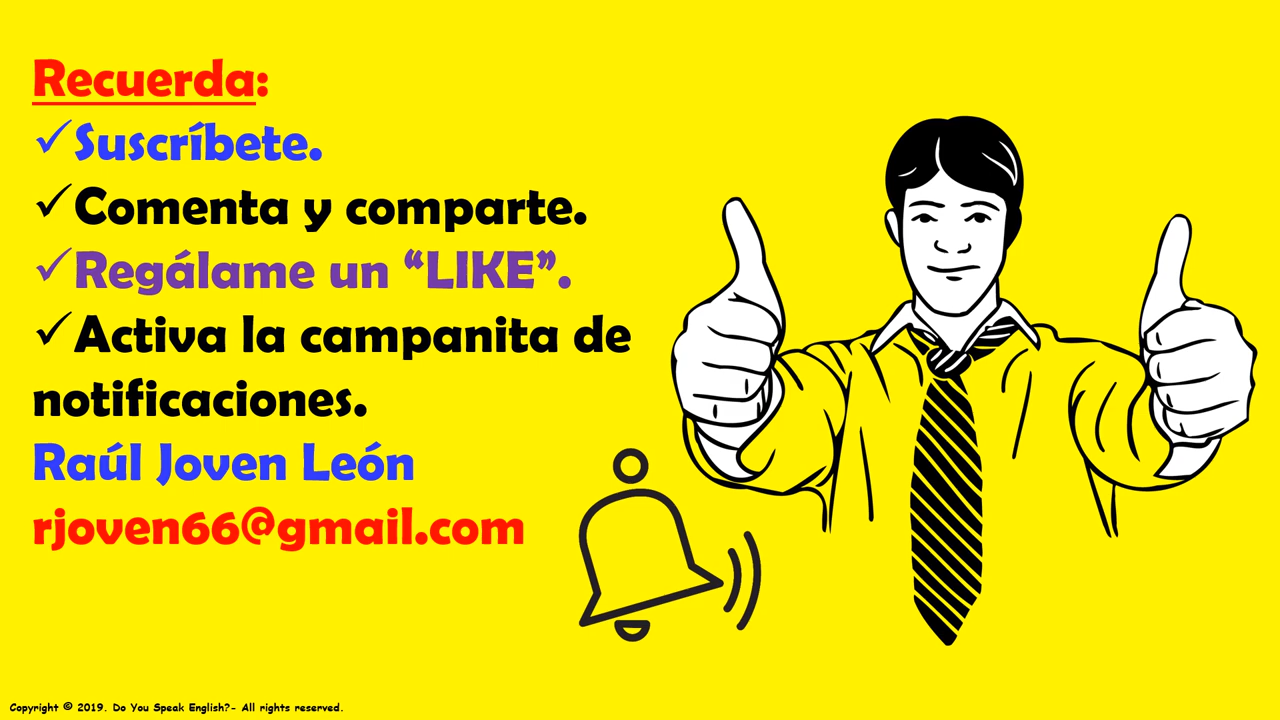 Recuerda:
✓Suscríbete.
✓Comenta y comparte.
✓Regálame un “LIKE”.
✓Activa la campanita de
notificaciones.
Raúl Joven León
rjoven66@gmail.com
Copyright © 2019. Do You Speak English?- All rights reserved.